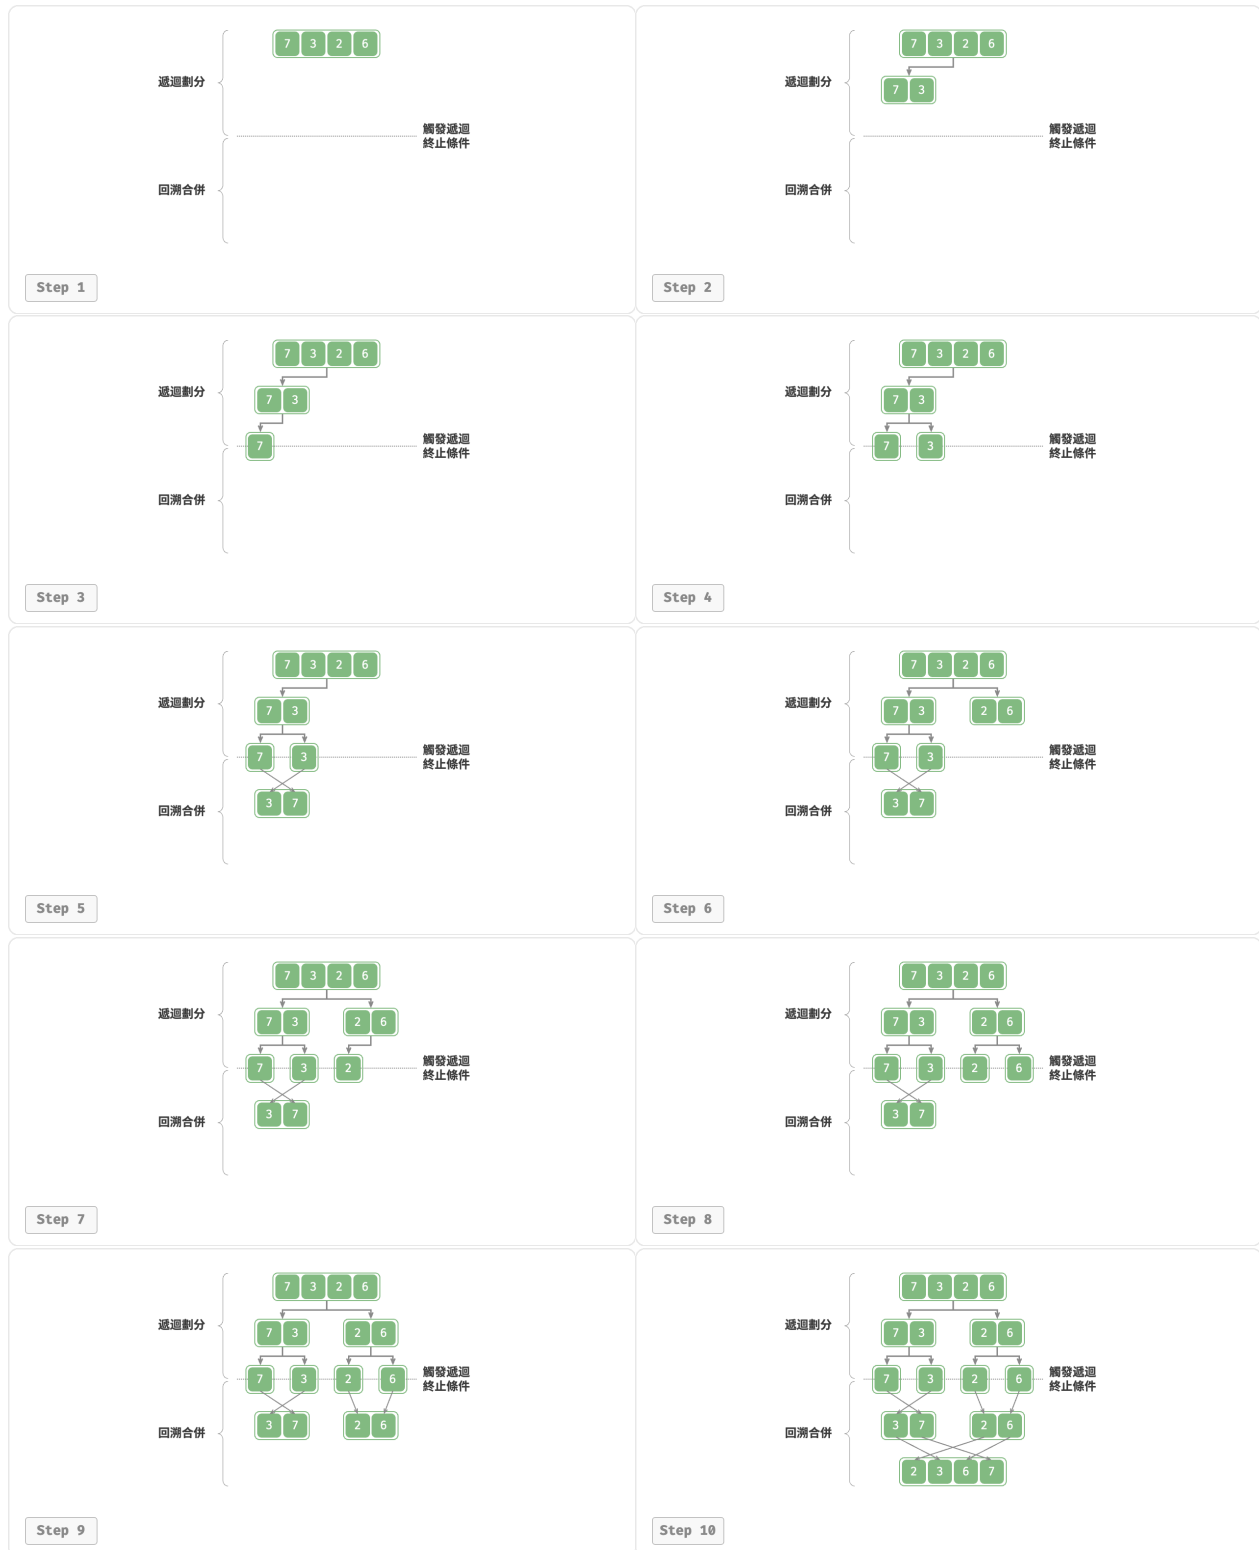 7 3 2 6
遞迴劃分
觸發遞迴
終止條件
回溯合併
Step 1
7 3 2 6
遞迴劃分
7 3
觸發遞迴
終止條件
回溯合併
Step 2
7 3 2 6
遞迴劃分
7 3
觸發遞迴
終止條件
7
回溯合併
Step 3
7 3 2 6
遞迴劃分
7 3
觸發遞迴
終止條件
7 3
回溯合併
Step 4
7 3 2 6
遞迴劃分
7 3
觸發遞迴
終止條件
7 3
回溯合併
3 7
Step 5
7 3 2 6
遞迴劃分
7 3 2 6
觸發遞迴
終止條件
7 3
回溯合併
3 7
Step 6
7 3 2 6
遞迴劃分
7 3 2 6
觸發遞迴
終止條件
7 3 2
回溯合併
3 7
Step 7
7 3 2 6
遞迴劃分
7 3 2 6
觸發遞迴
終止條件
7 3 2 6
回溯合併
3 7
Step 8
7 3 2 6
遞迴劃分
7 3 2 6
觸發遞迴
終止條件
7 3 2 6
回溯合併
3 7 2 6
Step 9
7 3 2 6
遞迴劃分
7 3 2 6
觸發遞迴
終止條件
7 3 2 6
回溯合併
3 7 2 6
2 3 6 7
Step 10